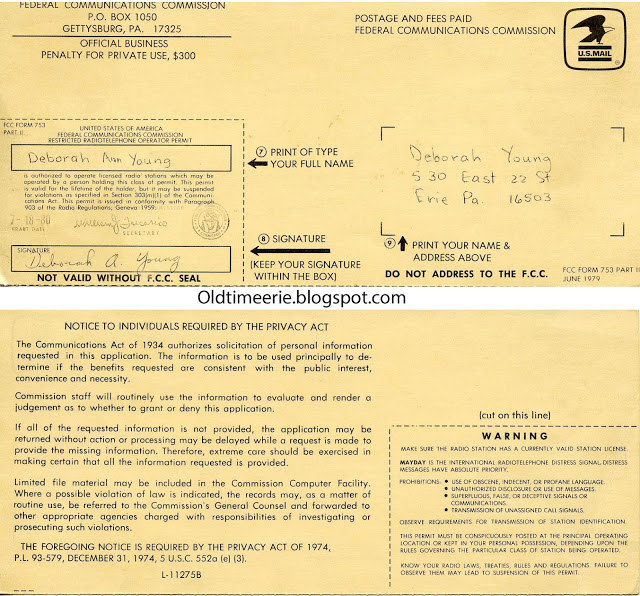 FEDERAL COMMUNICATIONS COMMISSION
P.O. BOX 1050
GETTYSBURG, PA. 17325
OFFICIAL BUSINESS
PENALTY FOR PRIVATE USE, $300
POSTAGE AND FEES PAID
FEDERAL COMMUNICATIONS COMMISSION
U.S.MAIL
FCC FORM 753
PART II
UNITED STATES OF AMERICA
FEDERAL COMMUNICATIONS COMMISSION
RESTRICTED RADIOTELEPHONE OPERATOR PERMIT
Deborah Ann Young
is authorized to operate licensed radio stations which may be
operated by a person holding this class of permit. This permit
is valid for the lifetime of the holder, but it may be suspended
for violations as specified in Section 303(m)(1) of the Communica-
tions Act. This permit is issued in conformity with Paragraph
903 of the Radio Regulations, Geneva 1959.
7-18-80
GRANT DATE
SECRETARY
SIGNATURE
Deborah A. Young
NOT VALID WITHOUT F.C.C. SEAL
7 PRINT OF TYPE
YOUR FULL NAME
8 SIGNATURE
(KEEP YOUR SIGNATURE
WITHIN THE BOX)
Deborah Young
530 East 22 St
Erie Pa. 16503
9 PRINT YOUR NAME &
ADDRESS ABOVE
DO NOT ADDRESS TO THE F.C.C.
FCC FORM 753 PART II
JUNE 1979
Oldtimeerie.blogspot.com
NOTICE TO INDIVIDUALS REQUIRED BY THE PRIVACY ACT
The Communications Act of 1934 authorizes solicitation of personal information
requested in this application. The information is to be used principally to de-
termine if the benefits requested are consistent with the public interest,
convenience and necessity.
Commission staff will routinely use the information to evaluate and render a
judgement as to whether to grant or deny this application.
If all of the requested information is not provided, the application may be
returned without action or processing may be delayed while a request is made to
provide the missing information. Therefore, extreme care should be exercised in
making certain that all the information requested is provided.
Limited file material may be included in the Commission Computer Facility.
Where a possible violation of law is indicated, the records may, as a matter of
routine use, be referred to the Commission's General Counsel and forwarded to
other appropriate agencies charged with responsibilities of investigating or
prosecuting such violations.
THE FOREGOING NOTICE IS REQUIRED BY THE PRIVACY ACT OF 1974,
P.L. 93-579, DECEMBER 31, 1974, 5 U.S.C. 552a (e) (3).
L-11275B
(cut on this line)
WARNING
MAKE SURE THE RADIO STATION HAS A CURRENTLY VALID STATION LICENSE.
MAYDAY IS THE INTERNATIONAL RADIOTELEPHONE DISTRESS SIGNAL. DISTRESS
MESSAGES HAVE ABSOLUTE PRIORITY.
PROHIBITIONS: • USE OF OBSCENE, INDECENT, OR PROFANE LANGUAGE.
• UNAUTHORIZED DISCLOSURE OR USE OF MESSAGES.
• SUPERFLUOUS, FALSE, OR DECEPTIVE SIGNALS OR
COMMUNICATIONS.
• TRANSMISSION OF UNASSIGNED CALL SIGNALS.
OBSERVE REQUIREMENTS FOR TRANSMISSION OF STATION IDENTIFICATION.
THIS PERMIT MUST BE CONSPICUOUSLY POSTED AT THE PRINCIPAL OPERATING
LOCATION OR KEPT IN YOUR PERSONAL POSSESSION, DEPENDING UPON THE
RULES GOVERNING THE PARTICULAR CLASS OF STATION BEING OPERATED.
KNOW YOUR RADIO LAWS, TREATIES, RULES AND REGULATIONS. FAILURE TO
OBSERVE THEM MAY LEAD TO SUSPENSION OF THIS PERMIT.